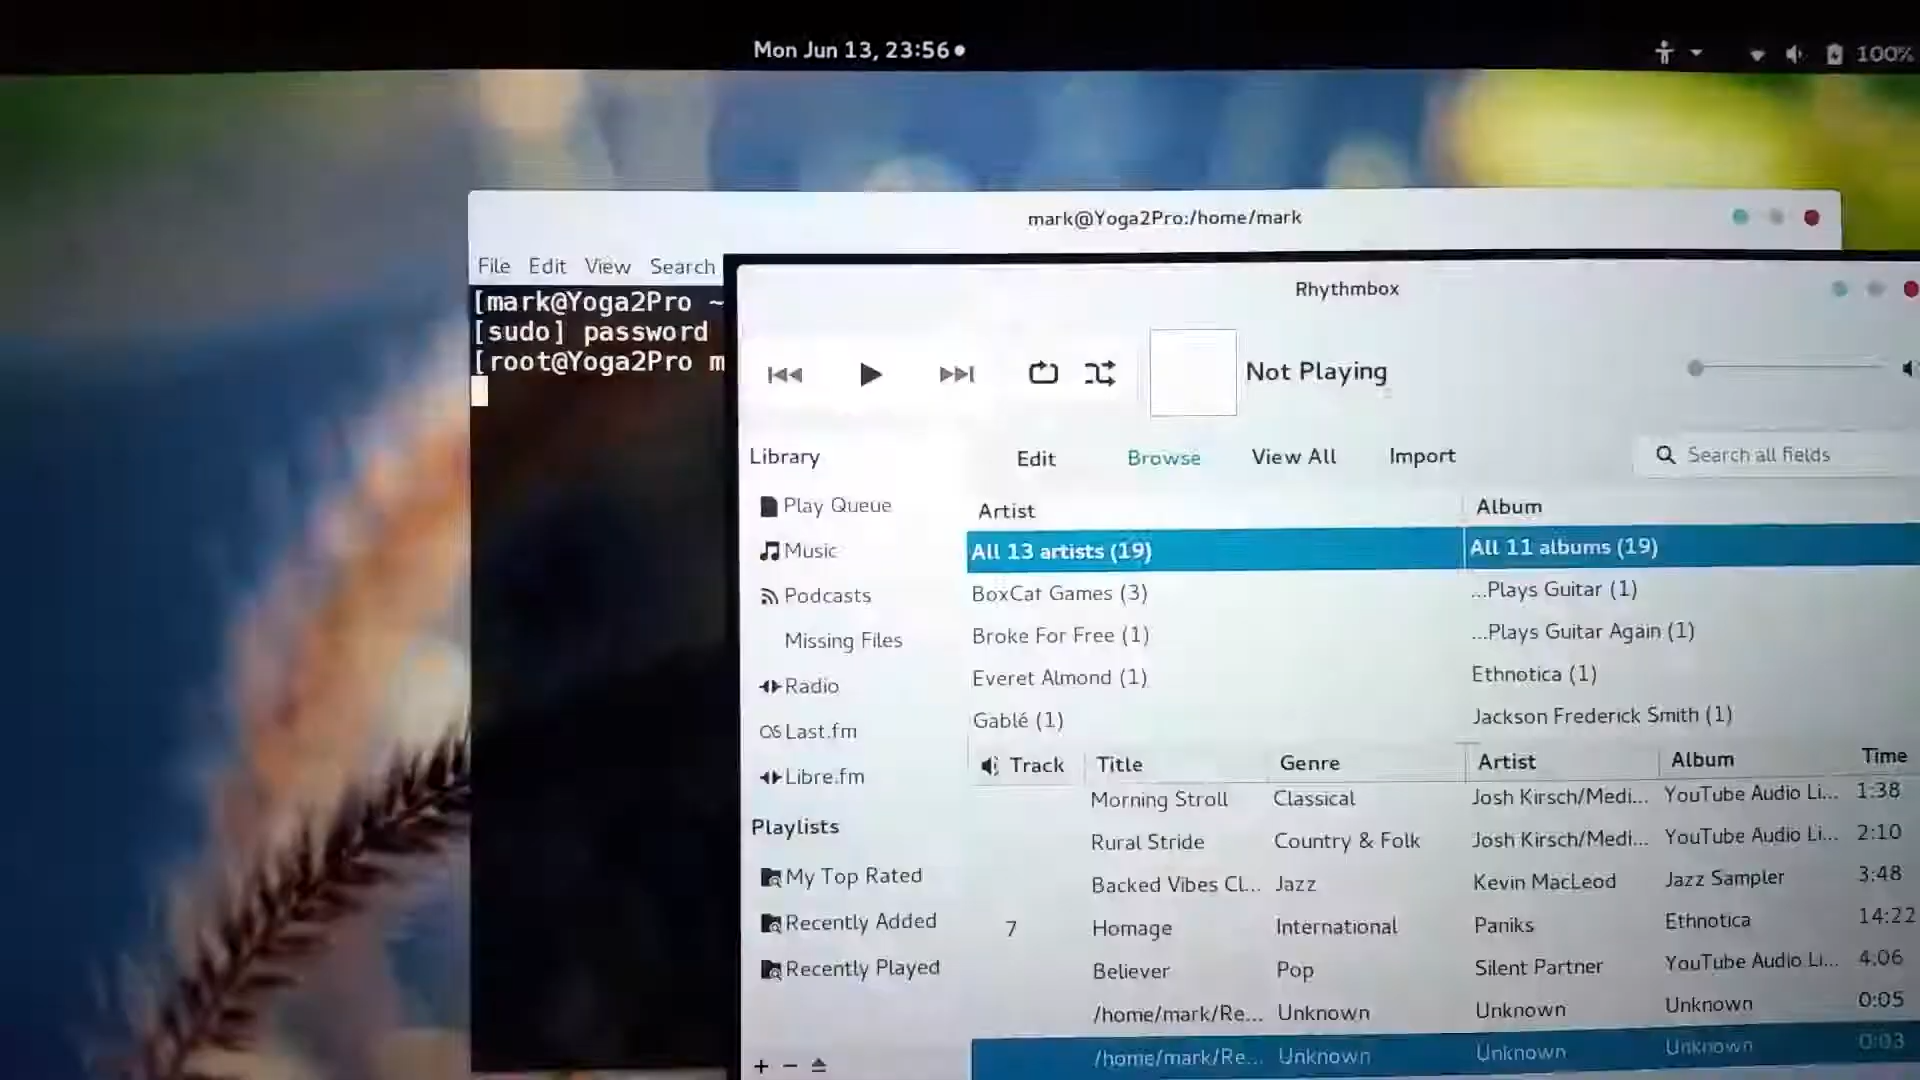 Mon Jun 13, 23:56
100%
mark@Yoga2Pro:/home/mark
File Edit View Search
[mark@Yoga2Pro ~
[sudo] password
[root@Yoga2Pro m
Rhythmbox
Not Playing
Library
Edit Browse View All Import
Search all fields
Play Queue
Music
Podcasts
Missing Files
Radio
Last.fm
Libre.fm
Playlists
My Top Rated
Recently Added
Recently Played
Artist Album
All 13 artists (19) All 11 albums (19)
BoxCat Games (3) ...Plays Guitar (1)
Broke For Free (1) ...Plays Guitar Again (1)
Everet Almond (1) Ethnotica (1)
Gablé (1) Jackson Frederick Smith (1)
Track Title Genre Artist Album Time
Morning Stroll Classical Josh Kirsch/Medi... YouTube Audio Li... 1:38
Rural Stride Country & Folk Josh Kirsch/Medi... YouTube Audio Li... 2:10
Backed Vibes Cl... Jazz Kevin MacLeod Jazz Sampler 3:48
7 Homage International Paniks Ethnotica 14:22
Believer Pop Silent Partner YouTube Audio Li... 4:06
/home/mark/Re... Unknown Unknown Unknown 0:05
/home/mark/Re... Unknown Unknown Unknown 0:03